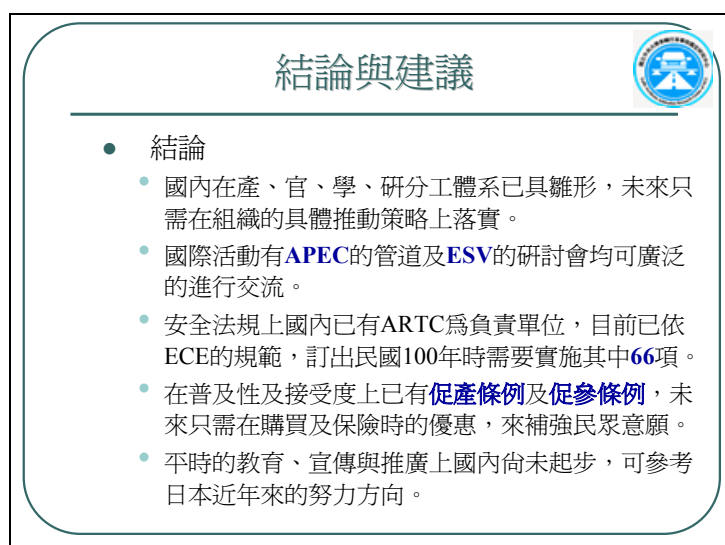 結論與建議
● 結論
• 國內在產、官、學、研分工體系已具雛形，未來只
需在組織的具體推動策略上落實。
• 國際活動有APEC的管道及ESV的研討會均可廣泛
的進行交流。
• 安全法規上國內已有ARTC為負責單位，目前已依
ECE的規範，訂出民國100年時需要實施其中66項。
• 在普及性及接受度上已有促產條例及促參條例，未
來只需在購買及保險時的優惠，來補強民眾意願。
• 平時的教育、宣傳與推廣上國內尚未起步，可參考
日本近年來的努力方向。